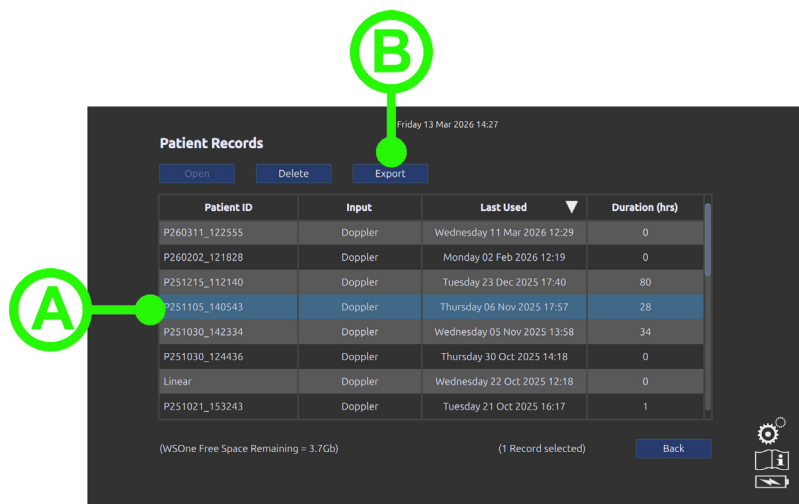 B
Friday 13 Mar 2026 14:27
Patient Records
Open Delete Export
Patient ID Input Last Used Duration (hrs)
P260311_122555 Doppler Wednesday 11 Mar 2026 12:29 0
P260202_121828 Doppler Monday 02 Feb 2026 12:19 0
P251215_112140 Doppler Tuesday 23 Dec 2025 17:40 80
A P251105_140543 Doppler Thursday 06 Nov 2025 17:57 28
P251030_142334 Doppler Wednesday 05 Nov 2025 13:58 34
P251030_124436 Doppler Thursday 30 Oct 2025 14:18 0
Linear Doppler Wednesday 22 Oct 2025 12:18 0
P251021_153243 Doppler Tuesday 21 Oct 2025 16:17 1
(WSOne Free Space Remaining = 3.7Gb) (1 Record selected) Back
i